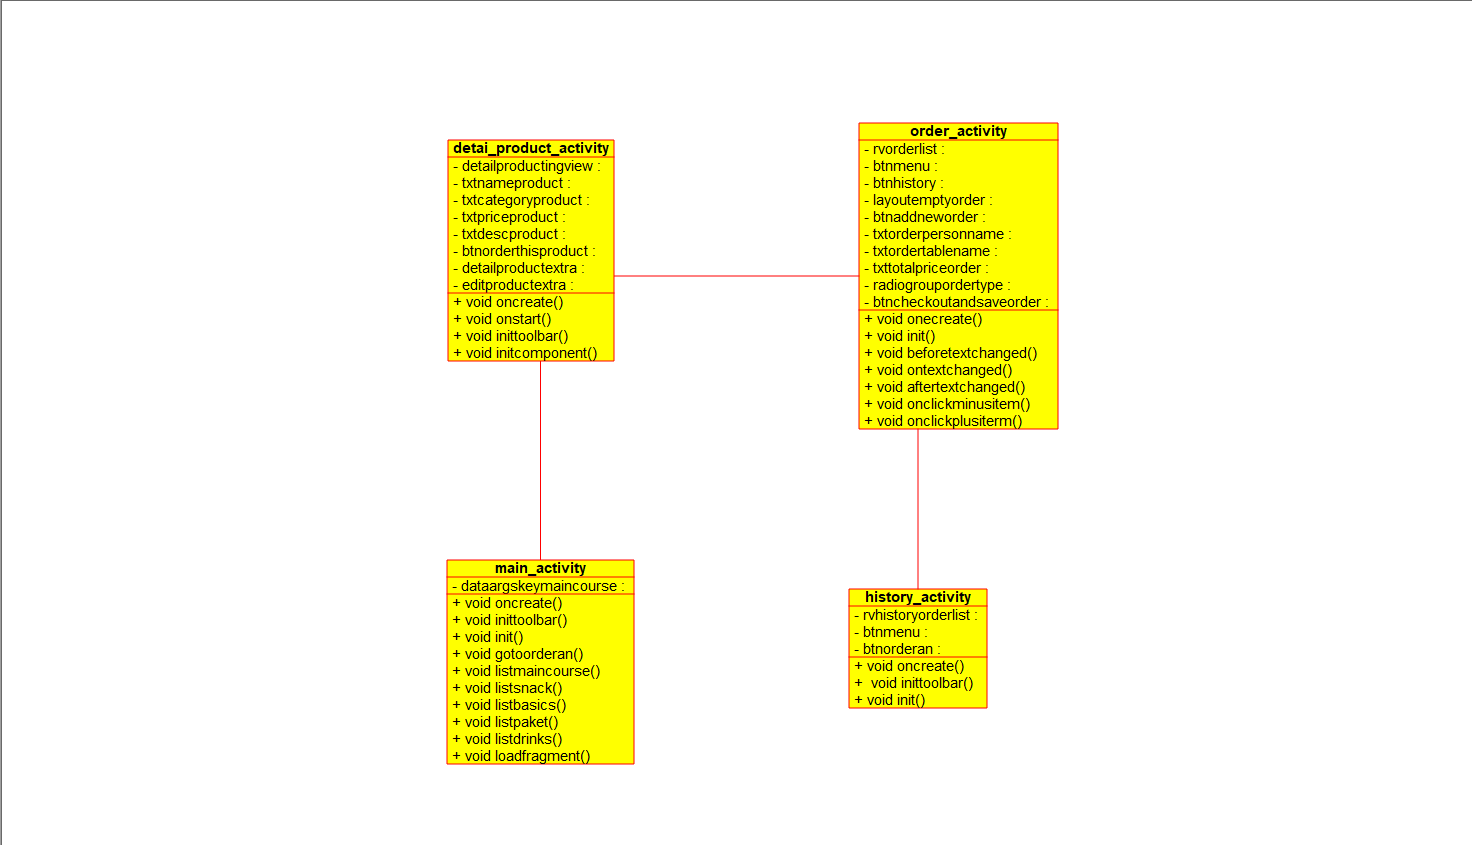 detai_product_activity
- detailproductingview :
- txtnameproduct :
- txtcategoryproduct :
- txtpriceproduct :
- txtdescproduct :
- btnorderthisproduct :
- detailproductextra :
- editproductextra :
+ void oncreate()
+ void onstart()
+ void inittoolbar()
+ void initcomponent()
order_activity
- rvorderlist :
- btnmenu :
- btnhistory :
- layoutemptyorder :
- btnaddneworder :
- txtorderpersonname :
- txtordertablename :
- txttotalpriceorder :
- radiogroupordertype :
- btncheckoutandsaveorder :
+ void onecreate()
+ void init()
+ void beforetextchanged()
+ void ontextchanged()
+ void aftertextchanged()
+ void onclickminusitem()
+ void onclickplusiterm()
main_activity
- dataargskeymaincourse :
+ void oncreate()
+ void inittoolbar()
+ void init()
+ void gotoorderan()
+ void listmaincourse()
+ void listsnack()
+ void listbasics()
+ void listpaket()
+ void listdrinks()
+ void loadfragment()
history_activity
- rvhistoryorderlist :
- btnmenu :
- btnorderan :
+ void oncreate()
+  void inittoolbar()
+ void init()